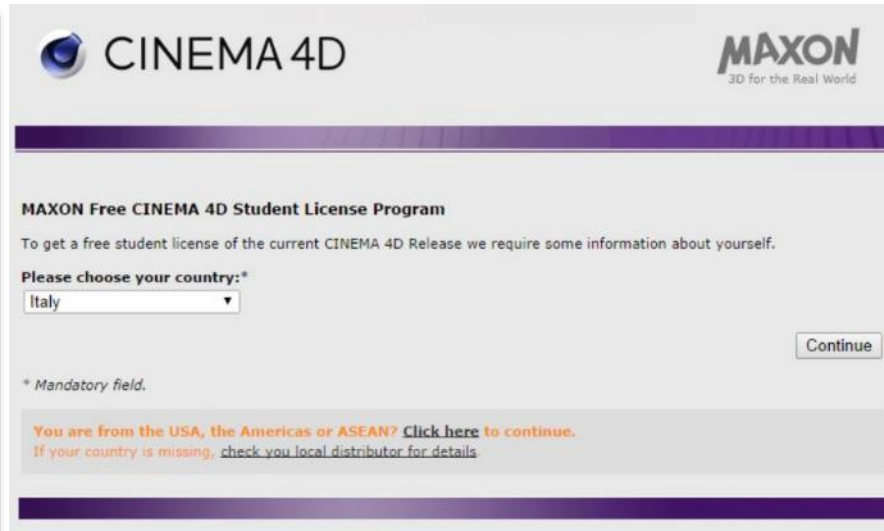 CINEMA 4D
MAXON
3D for the Real World
MAXON Free CINEMA 4D Student License Program
To get a free student license of the current CINEMA 4D Release we require some information about yourself.
Please choose your country:*
Italy
Continue
* Mandatory field.
You are from the USA, the Americas or ASEAN? Click here to continue.
If your country is missing, check you local distributor for details.